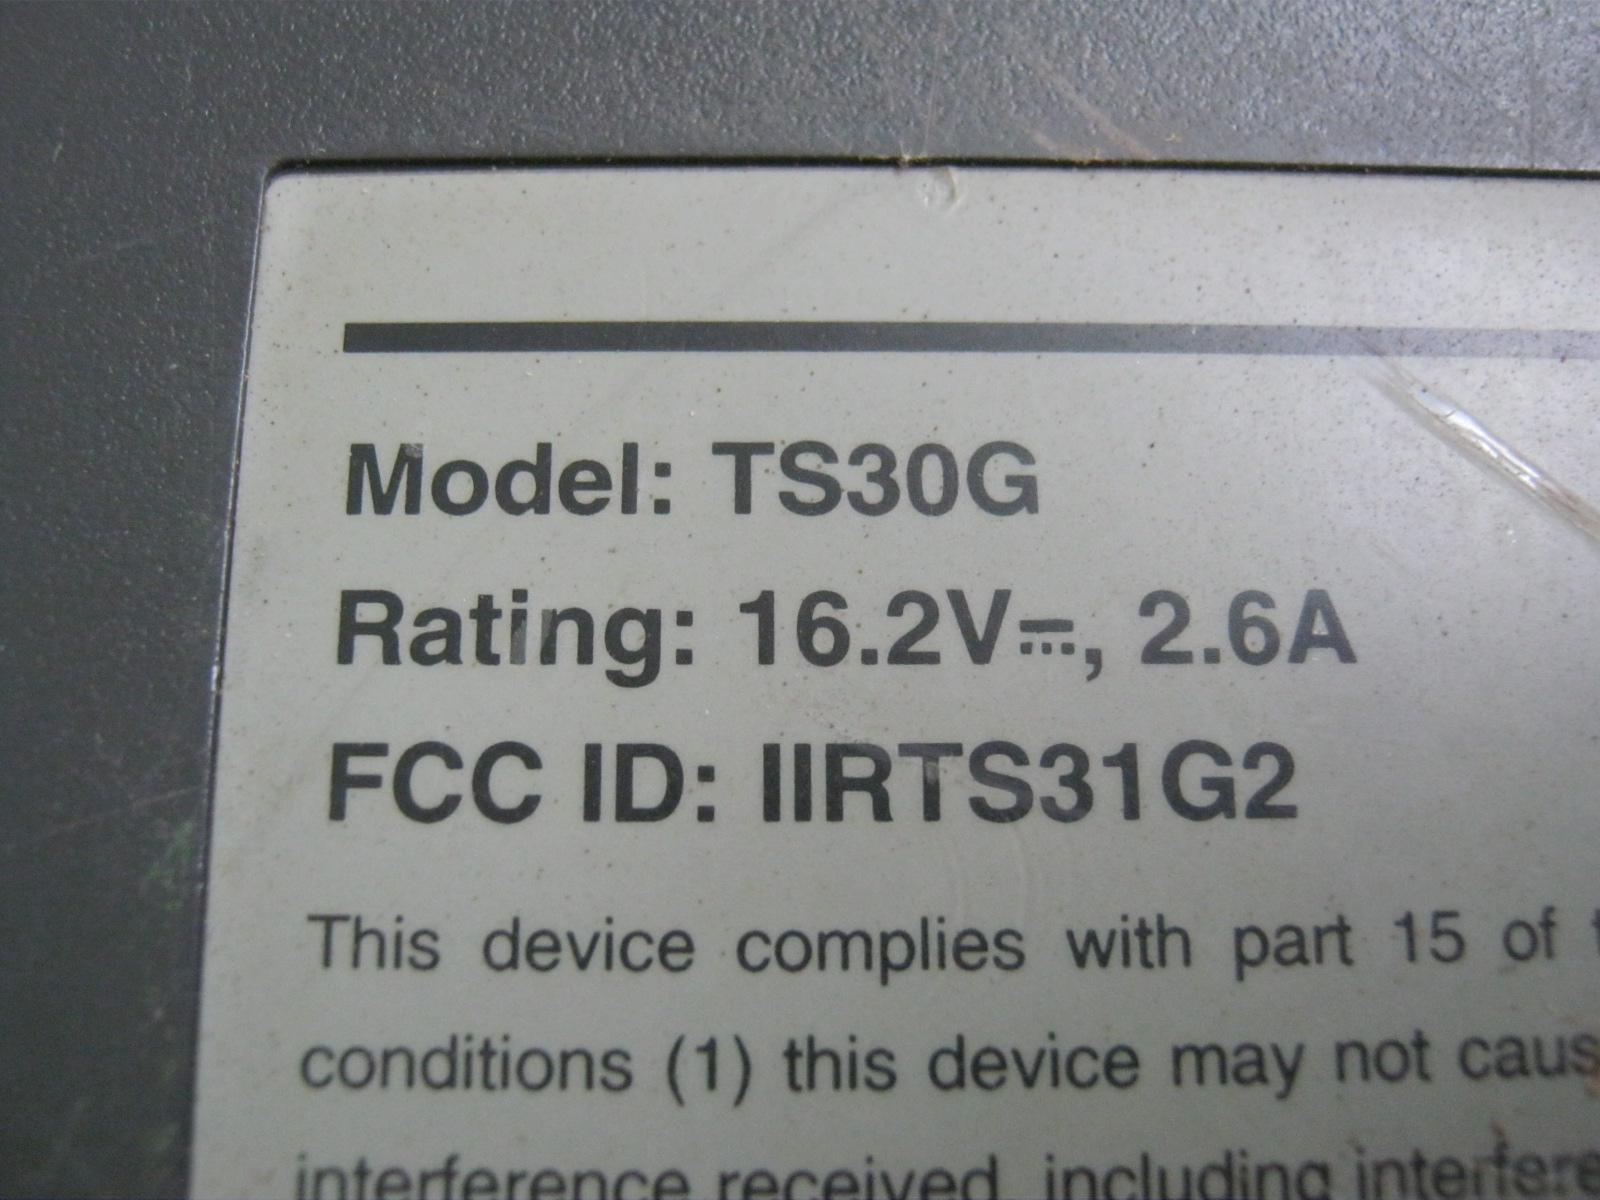 Model: TS30G
Rating: 16.2V⎓, 2.6A
FCC ID: IIRTS31G2
This device complies with part 15 of
conditions (1) this device may not caus
interference received, including interfere